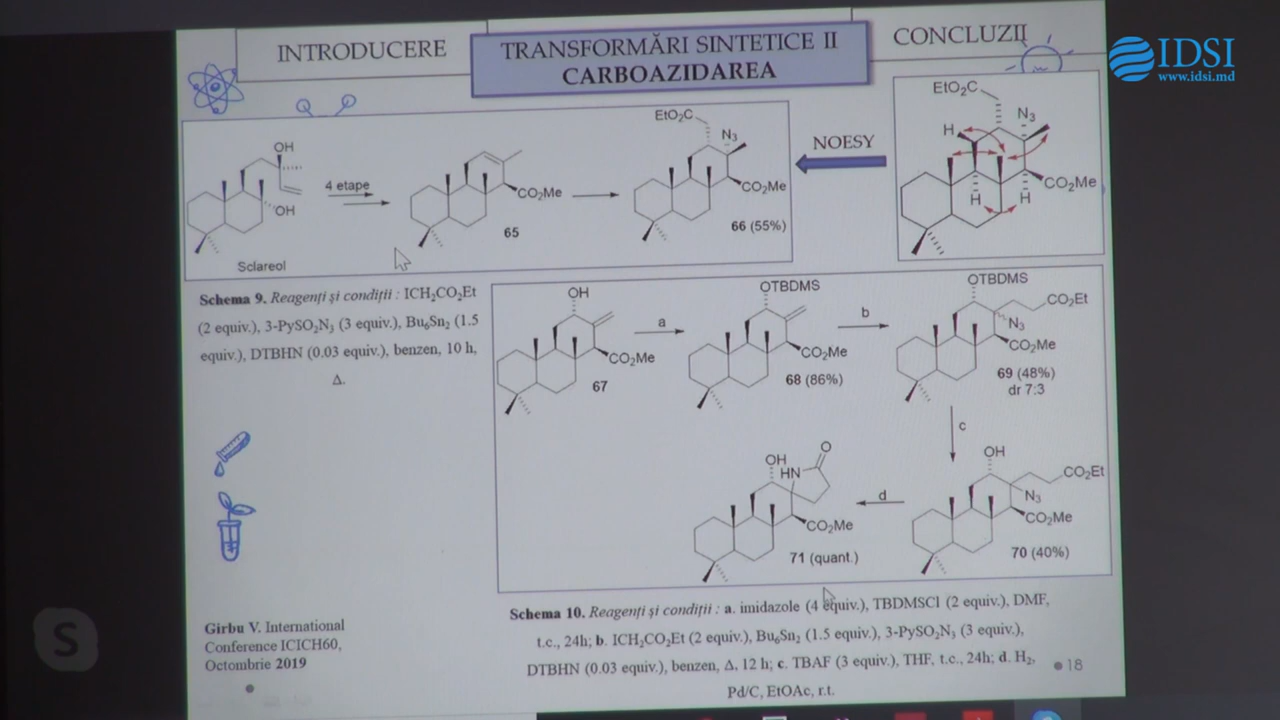 INTRODUCERE
TRANSFORMĂRI SINTETICE II
CARBOAZIDAREA
CONCLUZII
IDSI
www.idsi.md
OH
OH
Sclareol
4 etape
CO₂Me
65
EtO₂C
N₃
CO₂Me
66 (55%)
NOESY
EtO₂C
N₃
H
CO₂Me
H
H
Schema 9. Reagenți și condiții : ICH₂CO₂Et
(2 equiv.), 3-PySO₂N₃ (3 equiv.), Bu₆Sn₂ (1.5
equiv.), DTBHN (0.03 equiv.), benzen, 10 h,
Δ.
OH
CO₂Me
67
a
OTBDMS
CO₂Me
68 (86%)
b
OTBDMS
CO₂Et
N₃
CO₂Me
69 (48%)
dr 7:3
c
OH
CO₂Et
N₃
CO₂Me
70 (40%)
d
OH
HN
O
CO₂Me
71 (quant.)
Schema 10. Reagenți și condiții : a. imidazole (4 equiv.), TBDMSCl (2 equiv.), DMF,
t.c., 24h; b. ICH₂CO₂Et (2 equiv.), Bu₆Sn₂ (1.5 equiv.), 3-PySO₂N₃ (3 equiv.),
DTBHN (0.03 equiv.), benzen, Δ, 12 h; c. TBAF (3 equiv.), THF, t.c., 24h; d. H₂,
Pd/C, EtOAc, r.t.
Girbu V. International
Conference ICICH60,
Octombrie 2019
18
S